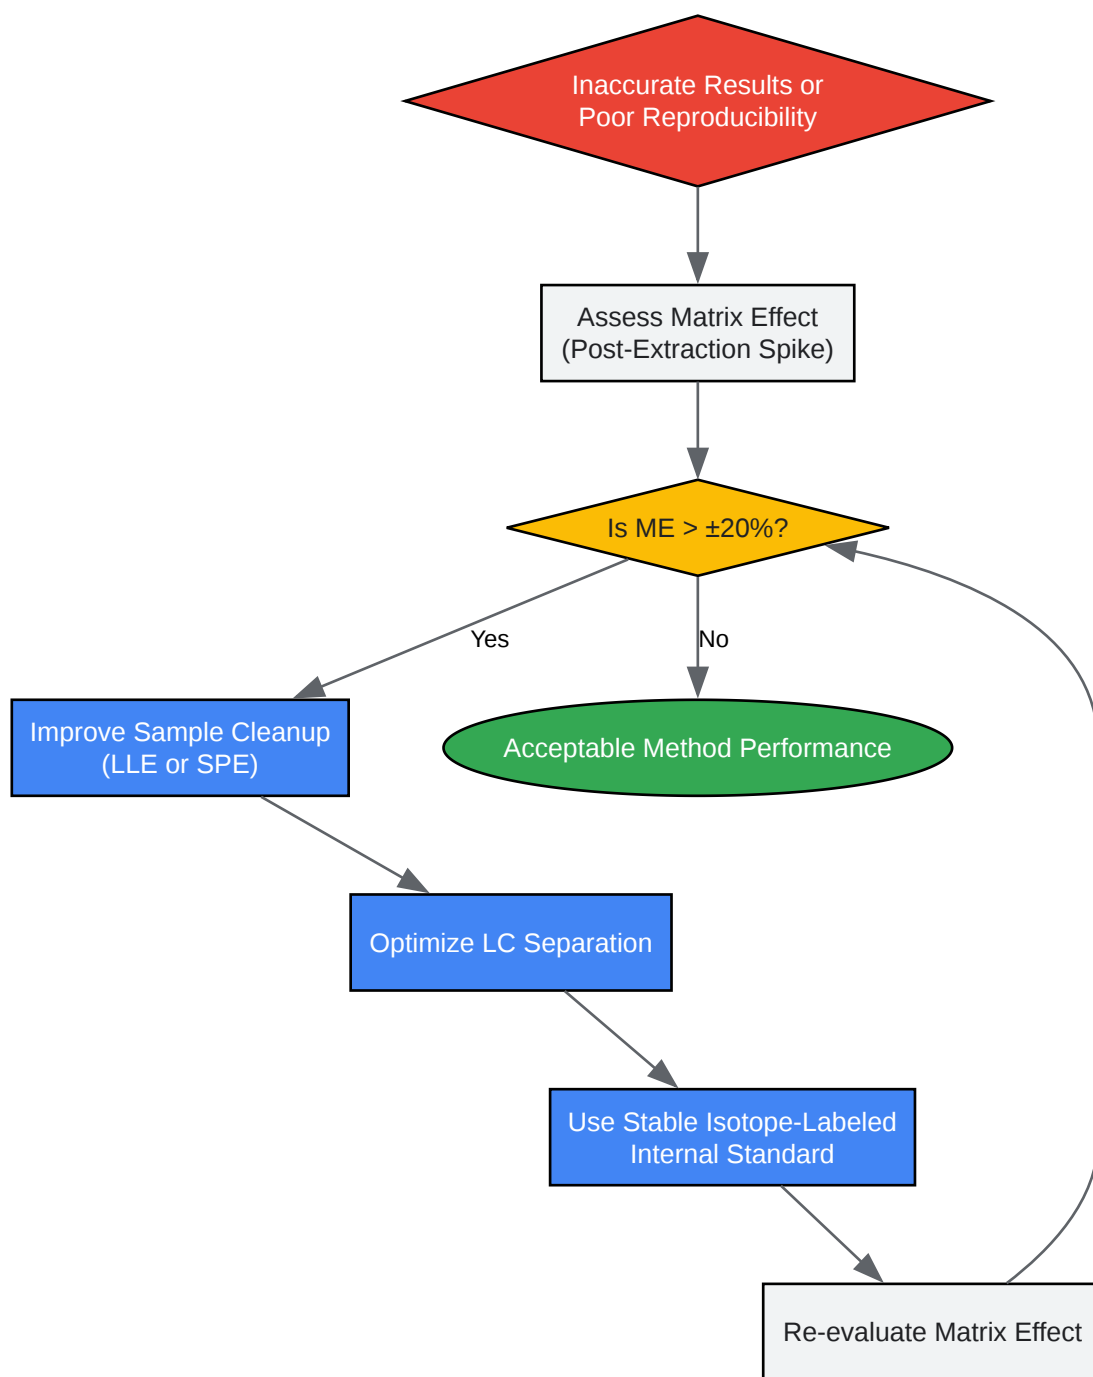 Inaccurate Results or
Poor Reproducibility
Assess Matrix Effect
(Post-Extraction Spike)
Is ME > ±20%?
Yes
No
Improve Sample Cleanup
(LLE or SPE)
Acceptable Method Performance
Optimize LC Separation
Use Stable Isotope-Labeled
Internal Standard
Re-evaluate Matrix Effect